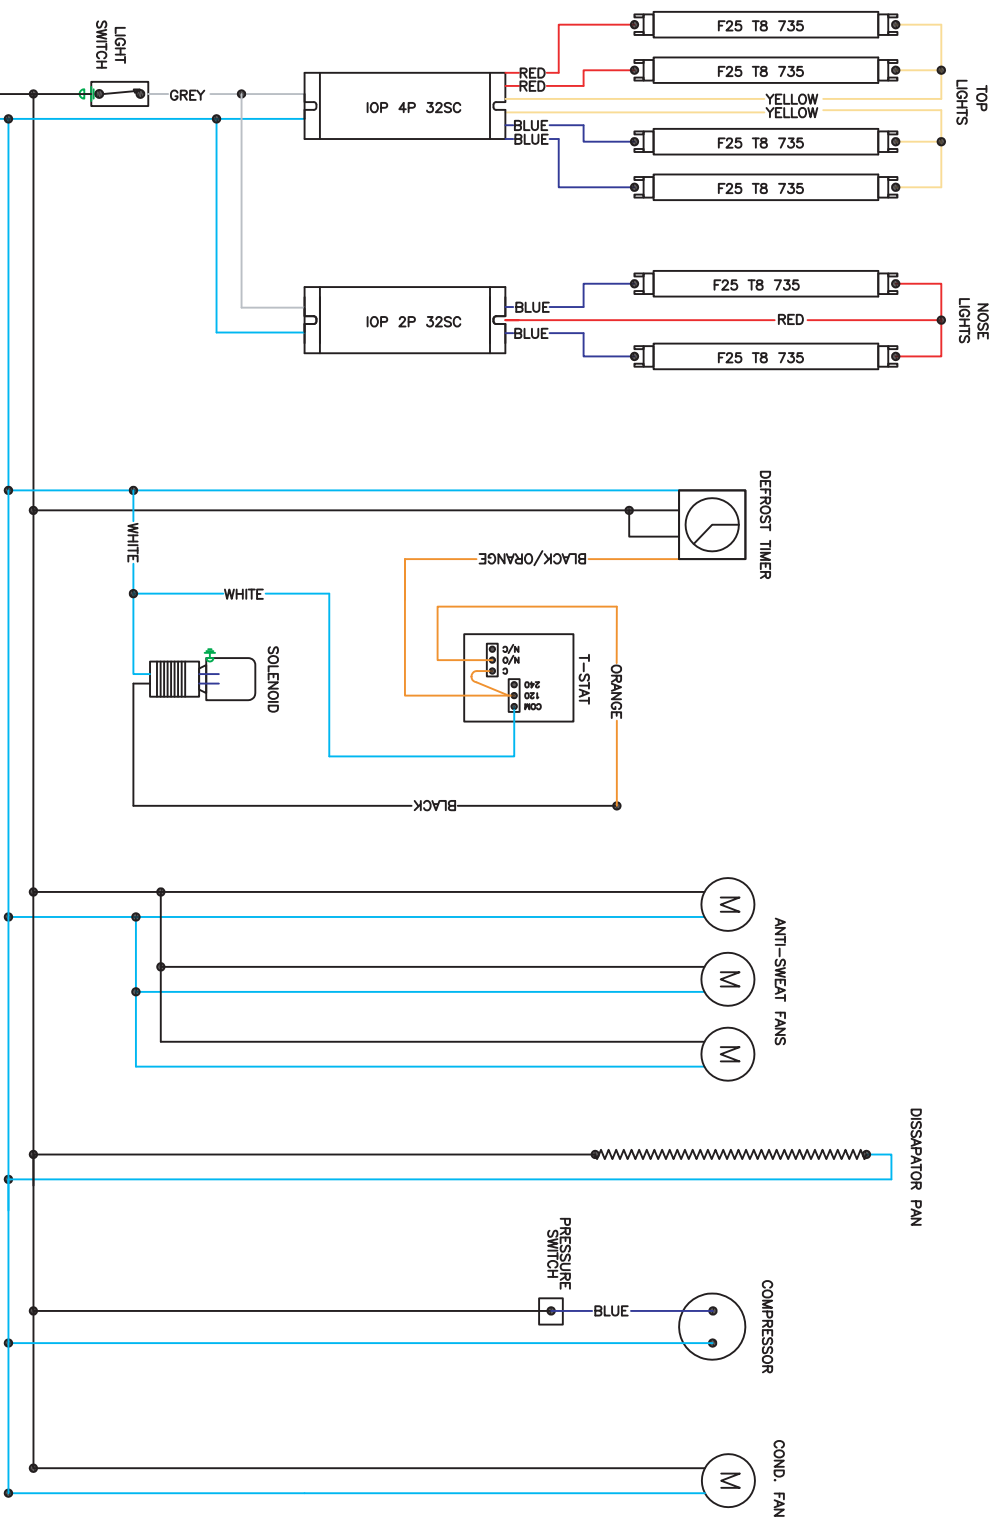 LIGHT
SWITCH
GREY
IOP 4P 32SC
RED
RED
YELLOW
YELLOW
BLUE
BLUE
F25 T8 735
F25 T8 735
F25 T8 735
F25 T8 735
TOP
LIGHTS
IOP 2P 32SC
BLUE
RED
BLUE
F25 T8 735
F25 T8 735
NOSE
LIGHTS
DEFROST TIMER
BLACK/ORANGE
WHITE
WHITE
SOLENOID
N/C
N/O
C
240
120
COM
T-STAT
ORANGE
BLACK
ANTI-SWEAT FANS
M
M
M
DISSAPATOR PAN
PRESSURE
SWITCH
BLUE
COMPRESSOR
COND. FAN
M